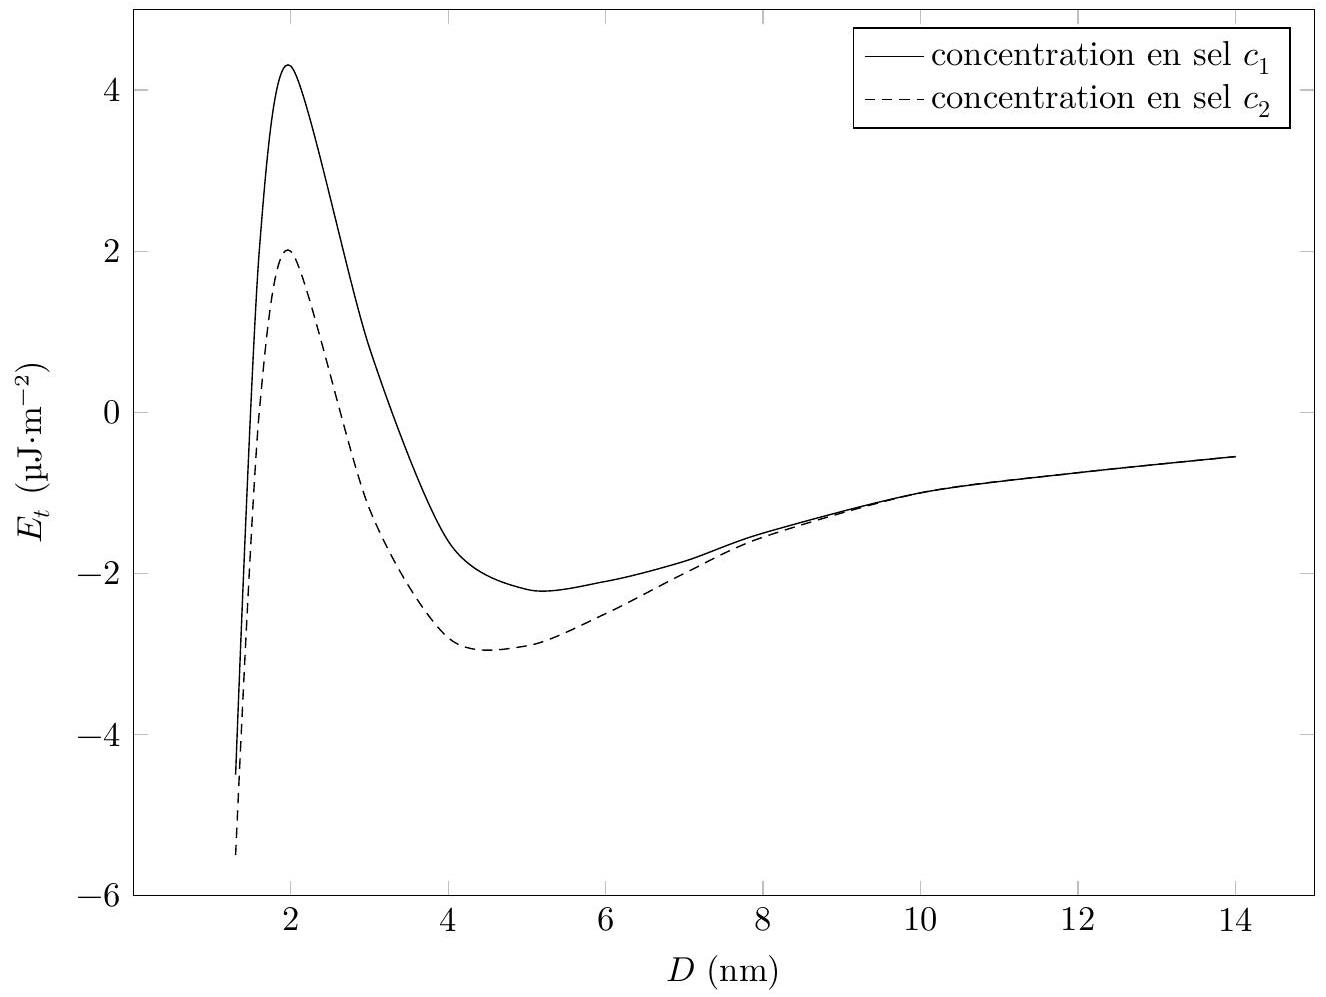 concentration en sel c₁
concentration en sel c₂
4
2
0
−2
−4
−6
E_t (µJ·m⁻²)
2 4 6 8 10 12 14
D (nm)